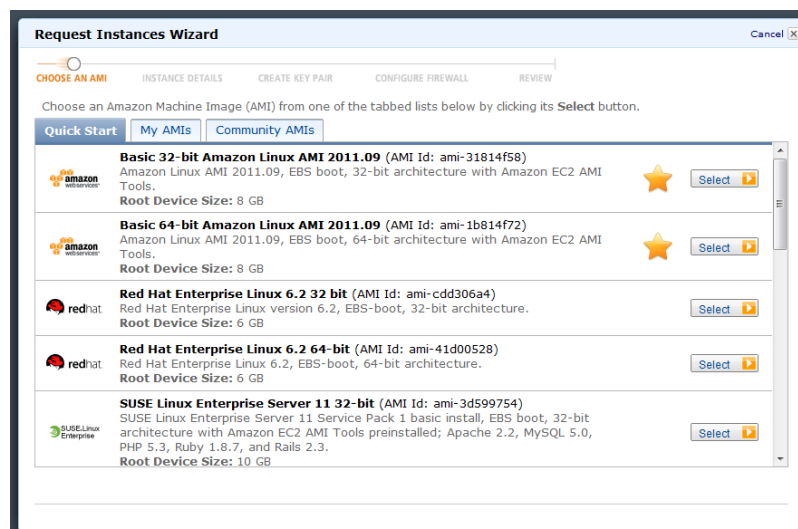 Request Instances Wizard
Cancel
CHOOSE AN AMI INSTANCE DETAILS CREATE KEY PAIR CONFIGURE FIREWALL REVIEW
Choose an Amazon Machine Image (AMI) from one of the tabbed lists below by clicking its Select button.
Quick Start My AMIs Community AMIs
amazon
webservices
Basic 32-bit Amazon Linux AMI 2011.09 (AMI Id: ami-31814f58)
Amazon Linux AMI 2011.09, EBS boot, 32-bit architecture with Amazon EC2 AMI
Tools.
Root Device Size: 8 GB
Select
amazon
webservices
Basic 64-bit Amazon Linux AMI 2011.09 (AMI Id: ami-1b814f72)
Amazon Linux AMI 2011.09, EBS boot, 64-bit architecture with Amazon EC2 AMI
Tools.
Root Device Size: 8 GB
Select
redhat
Red Hat Enterprise Linux 6.2 32 bit (AMI Id: ami-cdd306a4)
Red Hat Enterprise Linux version 6.2, EBS-boot, 32-bit architecture.
Root Device Size: 6 GB
Select
redhat
Red Hat Enterprise Linux 6.2 64-bit (AMI Id: ami-41d00528)
Red Hat Enterprise Linux 6.2, EBS-boot, 64-bit architecture.
Root Device Size: 6 GB
Select
SUSE Linux
Enterprise
SUSE Linux Enterprise Server 11 32-bit (AMI Id: ami-3d599754)
SUSE Linux Enterprise Server 11 Service Pack 1 basic install, EBS boot, 32-bit
architecture with Amazon EC2 AMI Tools preinstalled; Apache 2.2, MySQL 5.0,
PHP 5.3, Ruby 1.8.7, and Rails 2.3.
Root Device Size: 10 GB
Select